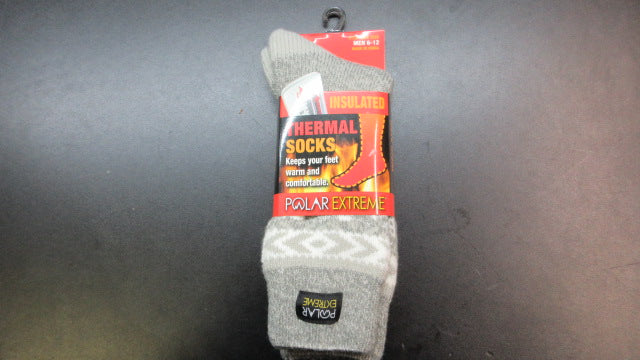 MEN 6-12
INSULATED
THERMAL
SOCKS
Keeps your feet
warm and
comfortable.
POLAR EXTREME
POLAR
EXTREME